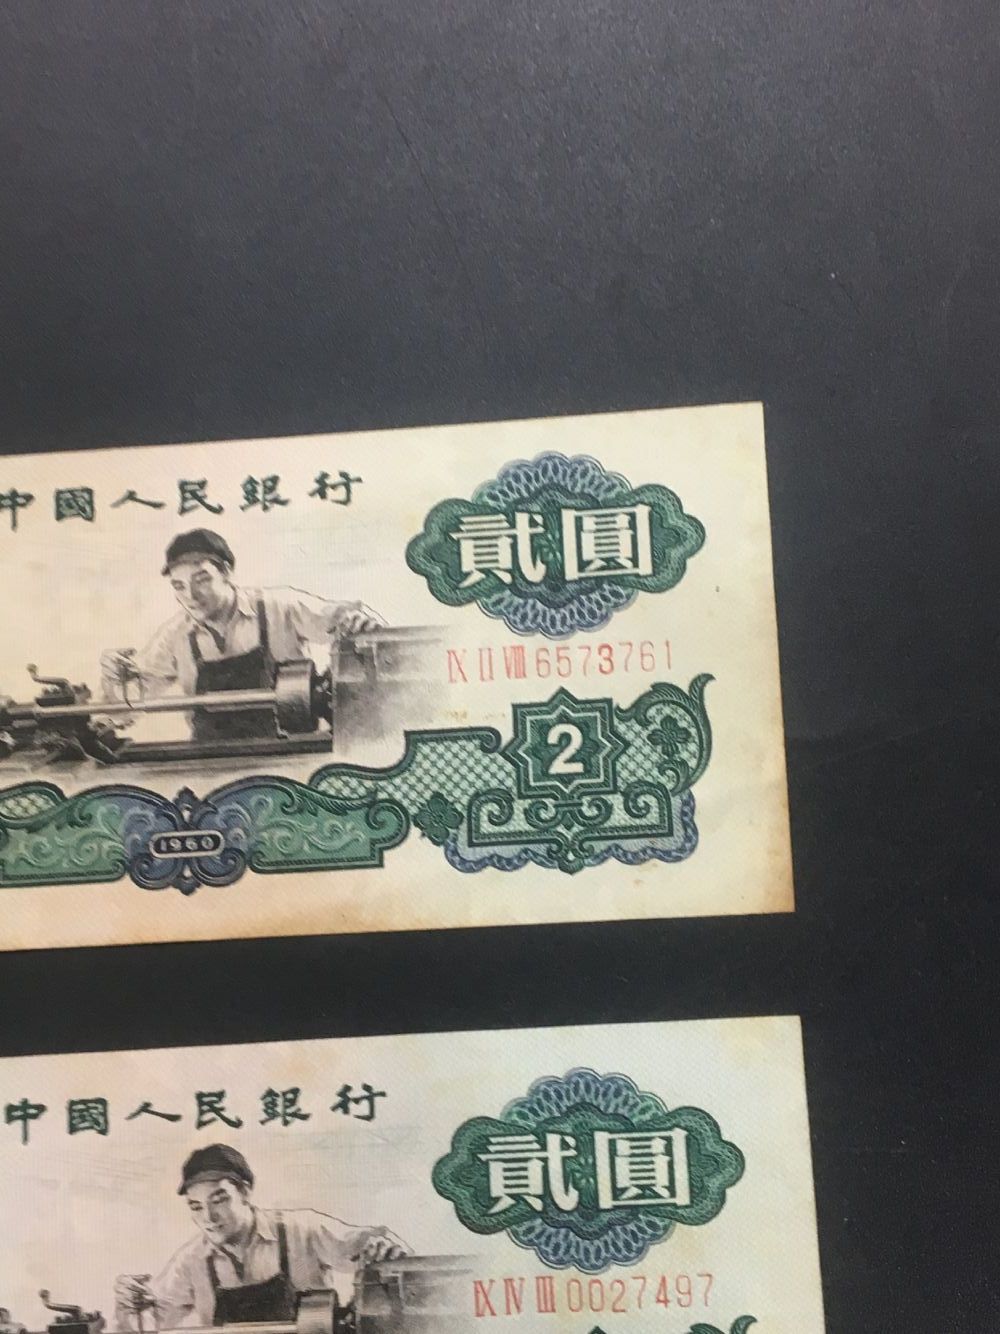 中國人民銀行
貳圓
IX II VIII 6573761
2
1960
中國人民銀行
貳圓
IX IV III 0027497